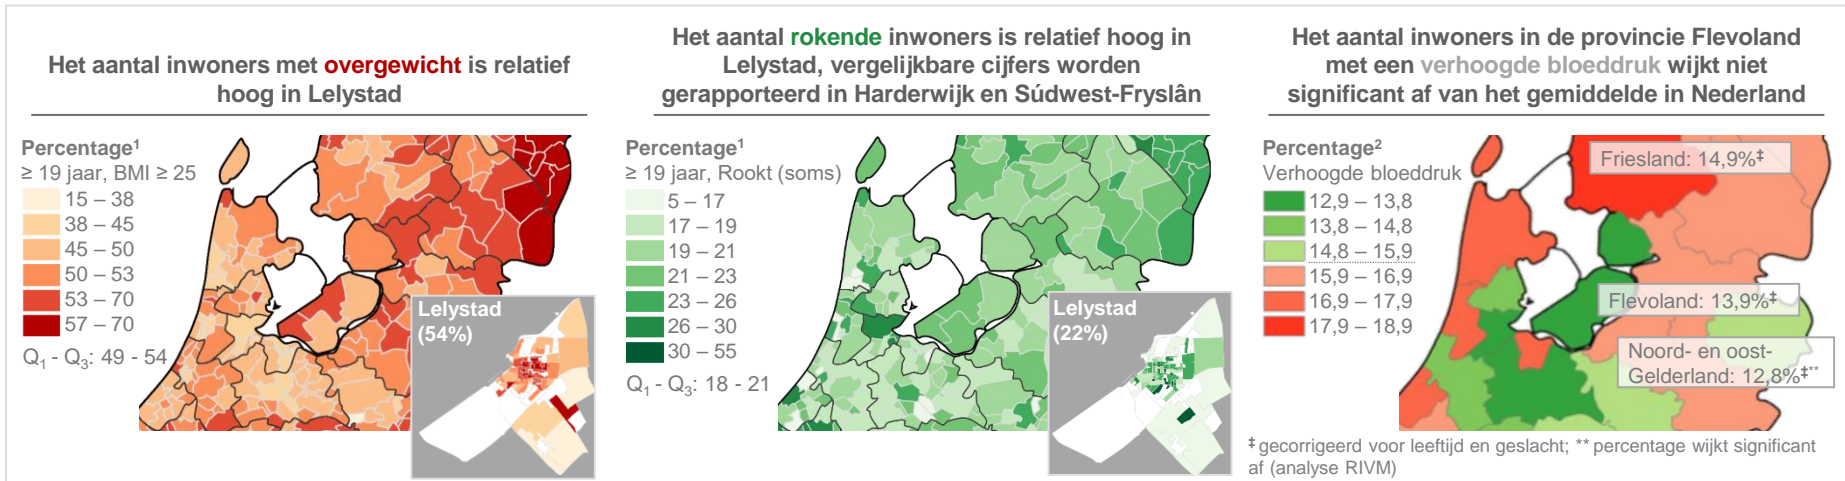 Het aantal inwoners met overgewicht is relatief
hoog in Lelystad
Percentage¹
≥ 19 jaar, BMI ≥ 25
15 – 38
38 – 45
45 – 50
50 – 53
53 – 70
57 – 70
Q₁ - Q₃: 49 - 54
Lelystad
(54%)
Het aantal rokende inwoners is relatief hoog in
Lelystad, vergelijkbare cijfers worden
gerapporteerd in Harderwijk en Súdwest-Fryslân
Percentage¹
≥ 19 jaar, Rookt (soms)
5 – 17
17 – 19
19 – 21
21 – 23
23 – 26
26 – 30
30 – 55
Q₁ - Q₃: 18 - 21
Lelystad
(22%)
Het aantal inwoners in de provincie Flevoland
met een verhoogde bloeddruk wijkt niet
significant af van het gemiddelde in Nederland
Percentage²
Verhoogde bloeddruk
12,9 – 13,8
13,8 – 14,8
14,8 – 15,9
15,9 – 16,9
16,9 – 17,9
17,9 – 18,9
Friesland: 14,9%‡
Flevoland: 13,9%‡
Noord- en oost-
Gelderland: 12,8%‡**
‡ gecorrigeerd voor leeftijd en geslacht; ** percentage wijkt significant
af (analyse RIVM)